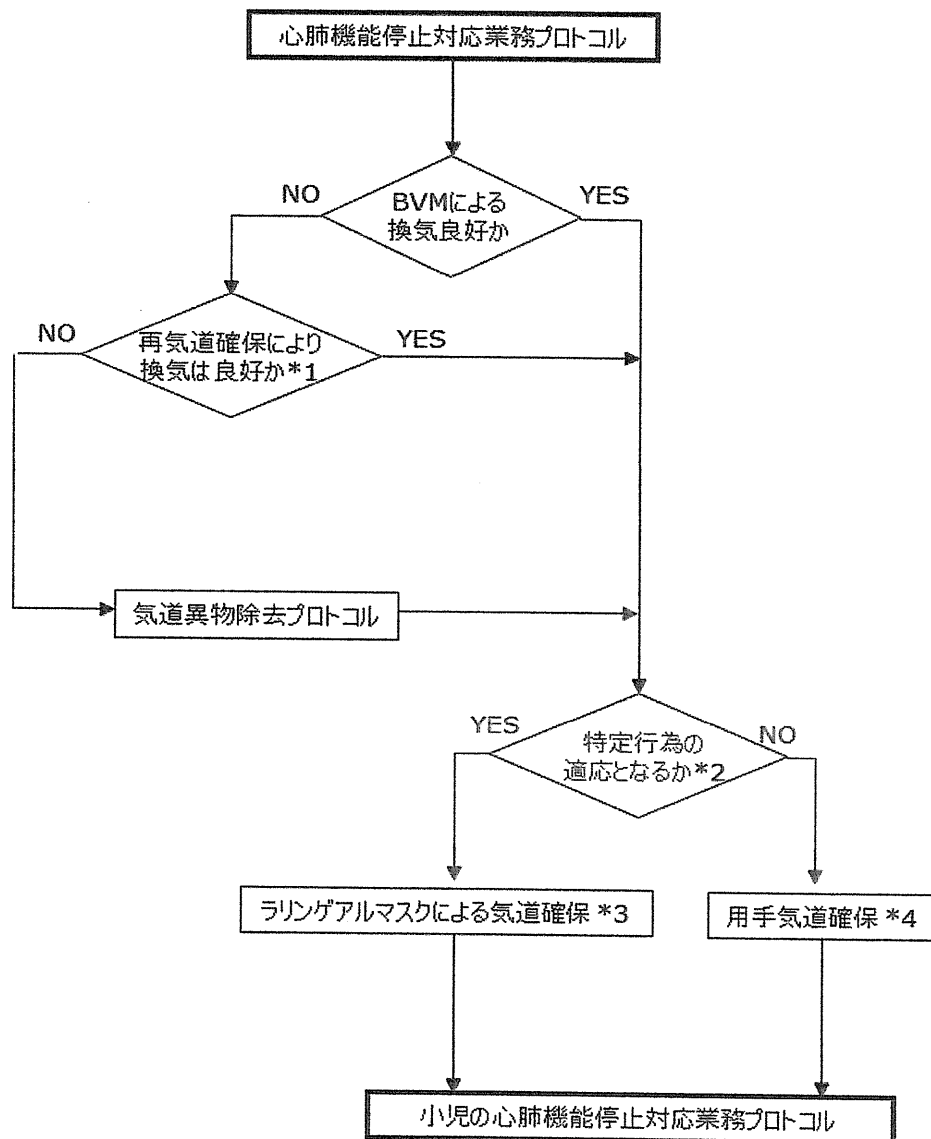 心肺機能停止対応業務プロトコル
NO
YES
BVMによる
換気良好か
NO
YES
再気道確保により
換気は良好か*1
気道異物除去プロトコル
YES
NO
特定行為の
適応となるか*2
ラリンゲアルマスクによる気道確保 *3
用手気道確保 *4
小児の心肺機能停止対応業務プロトコル